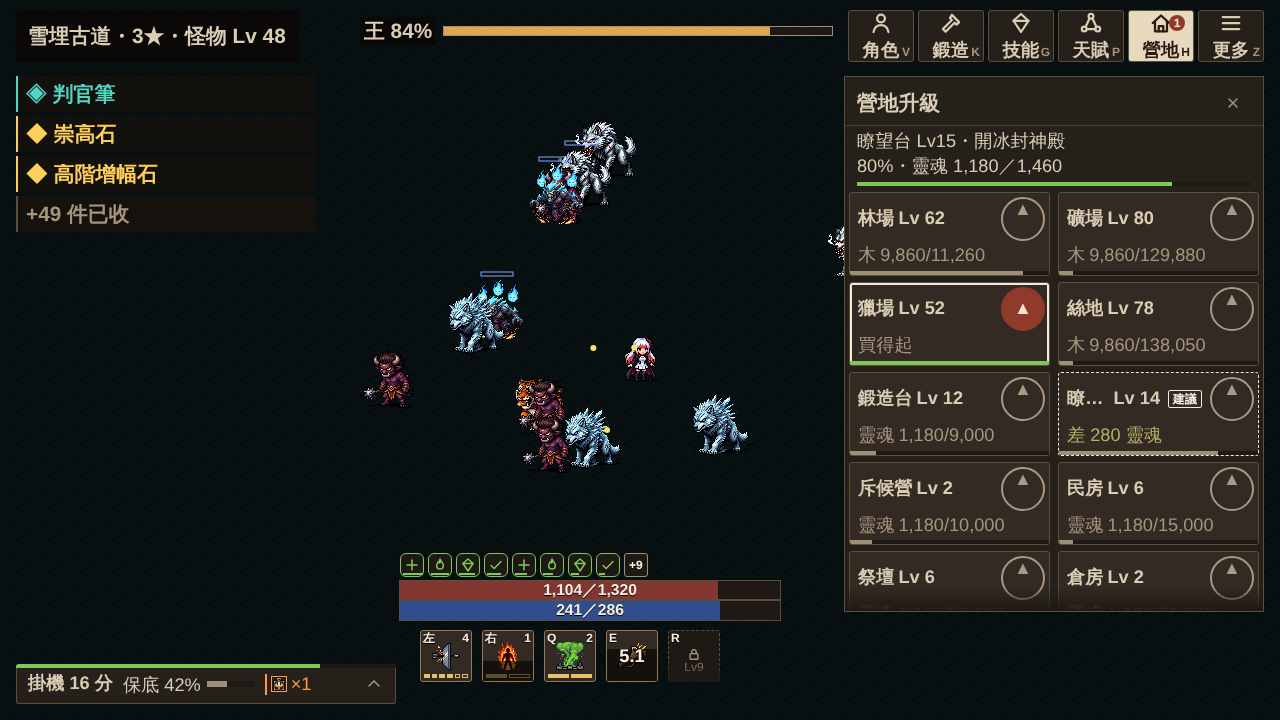 雪埋古道・3★・怪物 Lv 48
王 84%
角色 V
鍛造 K
技能 G
天賦 P
營地 H
1
更多 Z
◈ 判官筆
◆ 崇高石
◆ 高階增幅石
+49 件已收
營地升級
×
瞭望台 Lv15・開冰封神殿
80%・靈魂 1,180／1,460
林場 Lv 62
木 9,860/11,260
礦場 Lv 80
木 9,860/129,880
獵場 Lv 52
買得起
絲地 Lv 78
木 9,860/138,050
鍛造台 Lv 12
靈魂 1,180/9,000
瞭… Lv 14 建議
差 280 靈魂
斥候營 Lv 2
靈魂 1,180/10,000
民房 Lv 6
靈魂 1,180/15,000
祭壇 Lv 6
倉房 Lv 2
+9
1,104／1,320
241／286
左 4
右 1
Q 2
E 5.1
R Lv9
掛機 16 分 保底 42% ×1